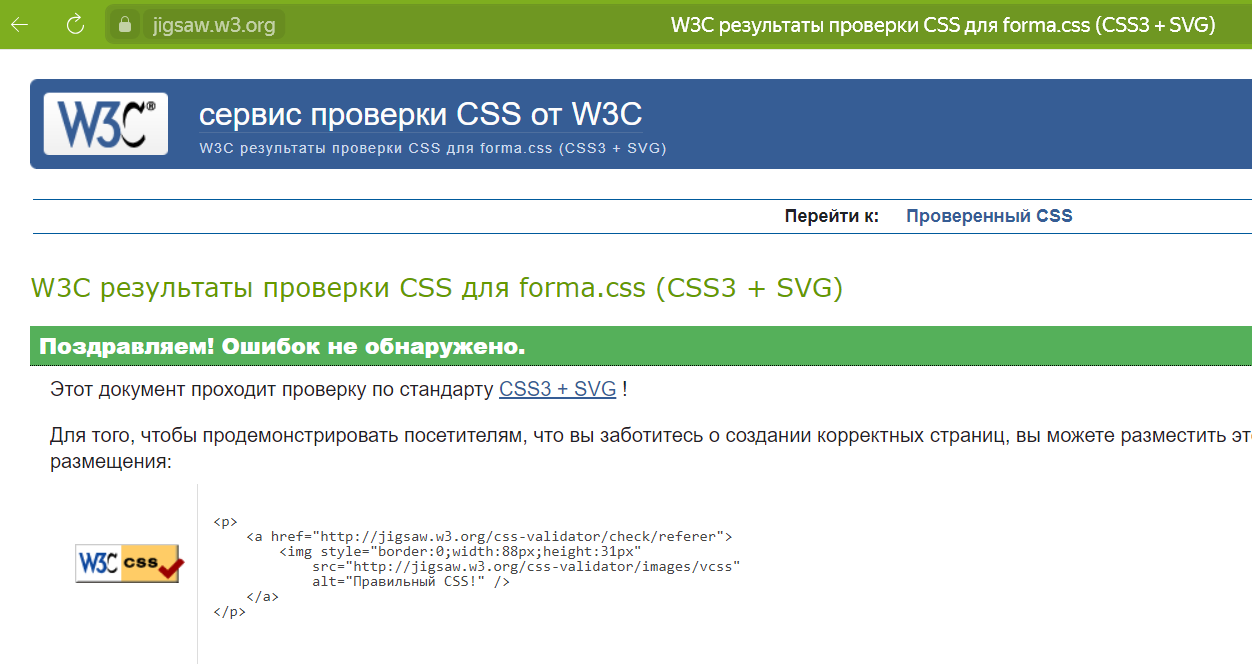 jigsaw.w3.org W3C результаты проверки CSS для forma.css (CSS3 + SVG)
W3C® сервис проверки CSS от W3C
W3C результаты проверки CSS для forma.css (CSS3 + SVG)
Перейти к: Проверенный CSS
W3C результаты проверки CSS для forma.css (CSS3 + SVG)
Поздравляем! Ошибок не обнаружено.
Этот документ проходит проверку по стандарту CSS3 + SVG !
Для того, чтобы продемонстрировать посетителям, что вы заботитесь о создании корректных страниц, вы можете разместить
размещения:
<p>
<a href="http://jigsaw.w3.org/css-validator/check/referer">
<img style="border:0;width:88px;height:31px"
src="http://jigsaw.w3.org/css-validator/images/vcss"
alt="Правильный CSS!" />
</a>
</p>
W3C css